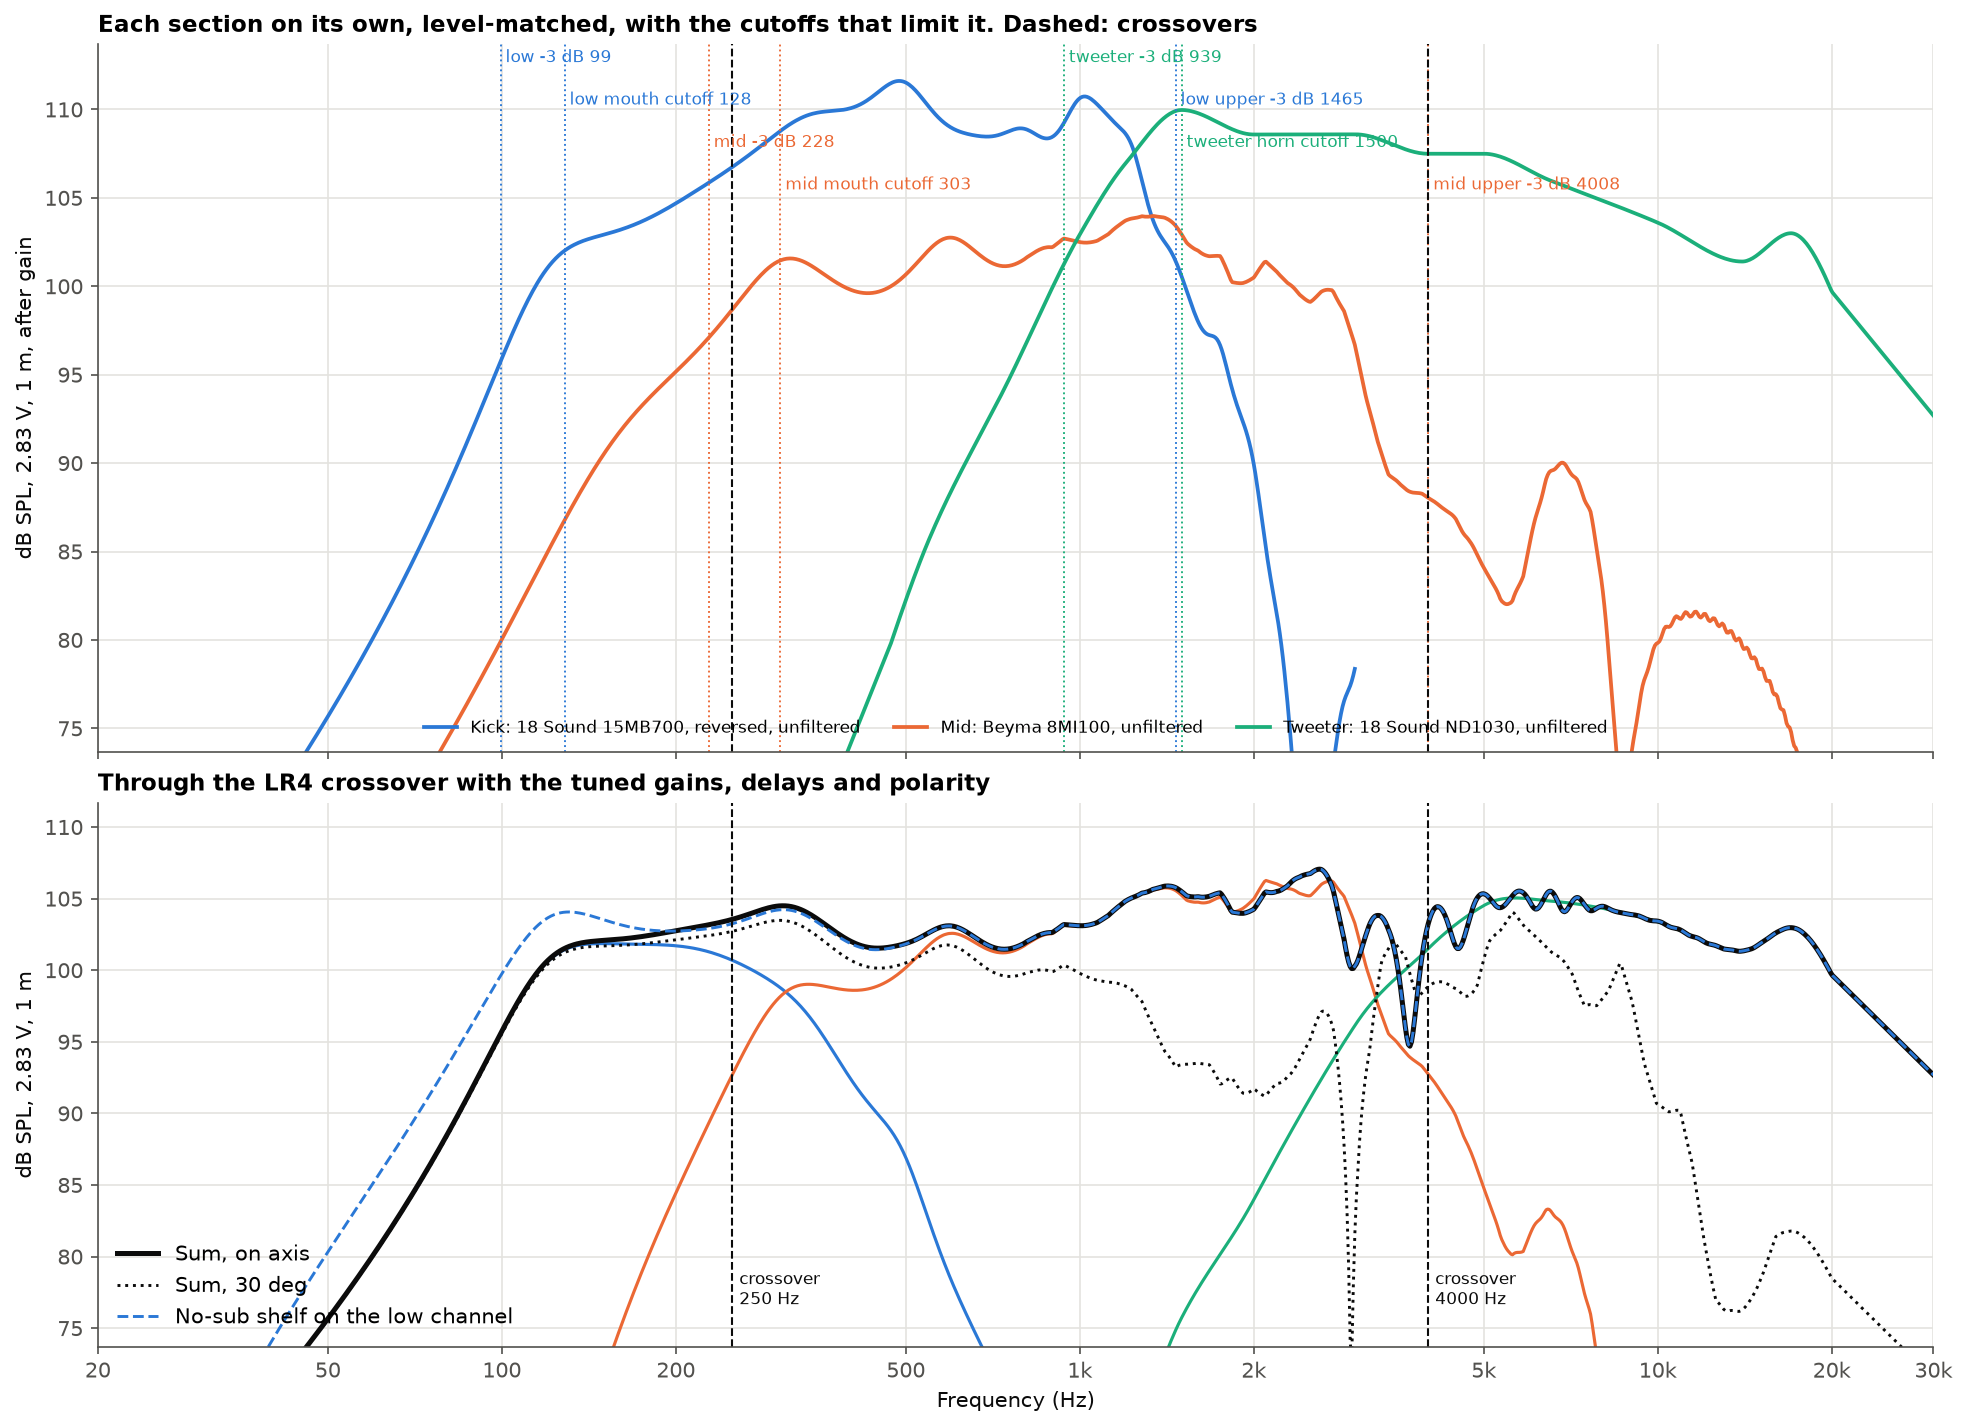 Each section on its own, level-matched, with the cutoffs that limit it. Dashed: crossovers
low -3 dB 99
tweeter -3 dB 939
low mouth cutoff 128
low upper -3 dB 1465
mid -3 dB 228
tweeter horn cutoff 1500
mid mouth cutoff 303
mid upper -3 dB 4008
110
105
100
95
90
85
80
75
dB SPL, 2.83 V, 1 m, after gain
Kick: 18 Sound 15MB700, reversed, unfiltered
Mid: Beyma 8MI100, unfiltered
Tweeter: 18 Sound ND1030, unfiltered
Through the LR4 crossover with the tuned gains, delays and polarity
110
105
100
95
90
85
80
75
dB SPL, 2.83 V, 1 m
Sum, on axis
Sum, 30 deg
No-sub shelf on the low channel
crossover
250 Hz
crossover
4000 Hz
20
50
100
200
500
1k
2k
5k
10k
20k
30k
Frequency (Hz)